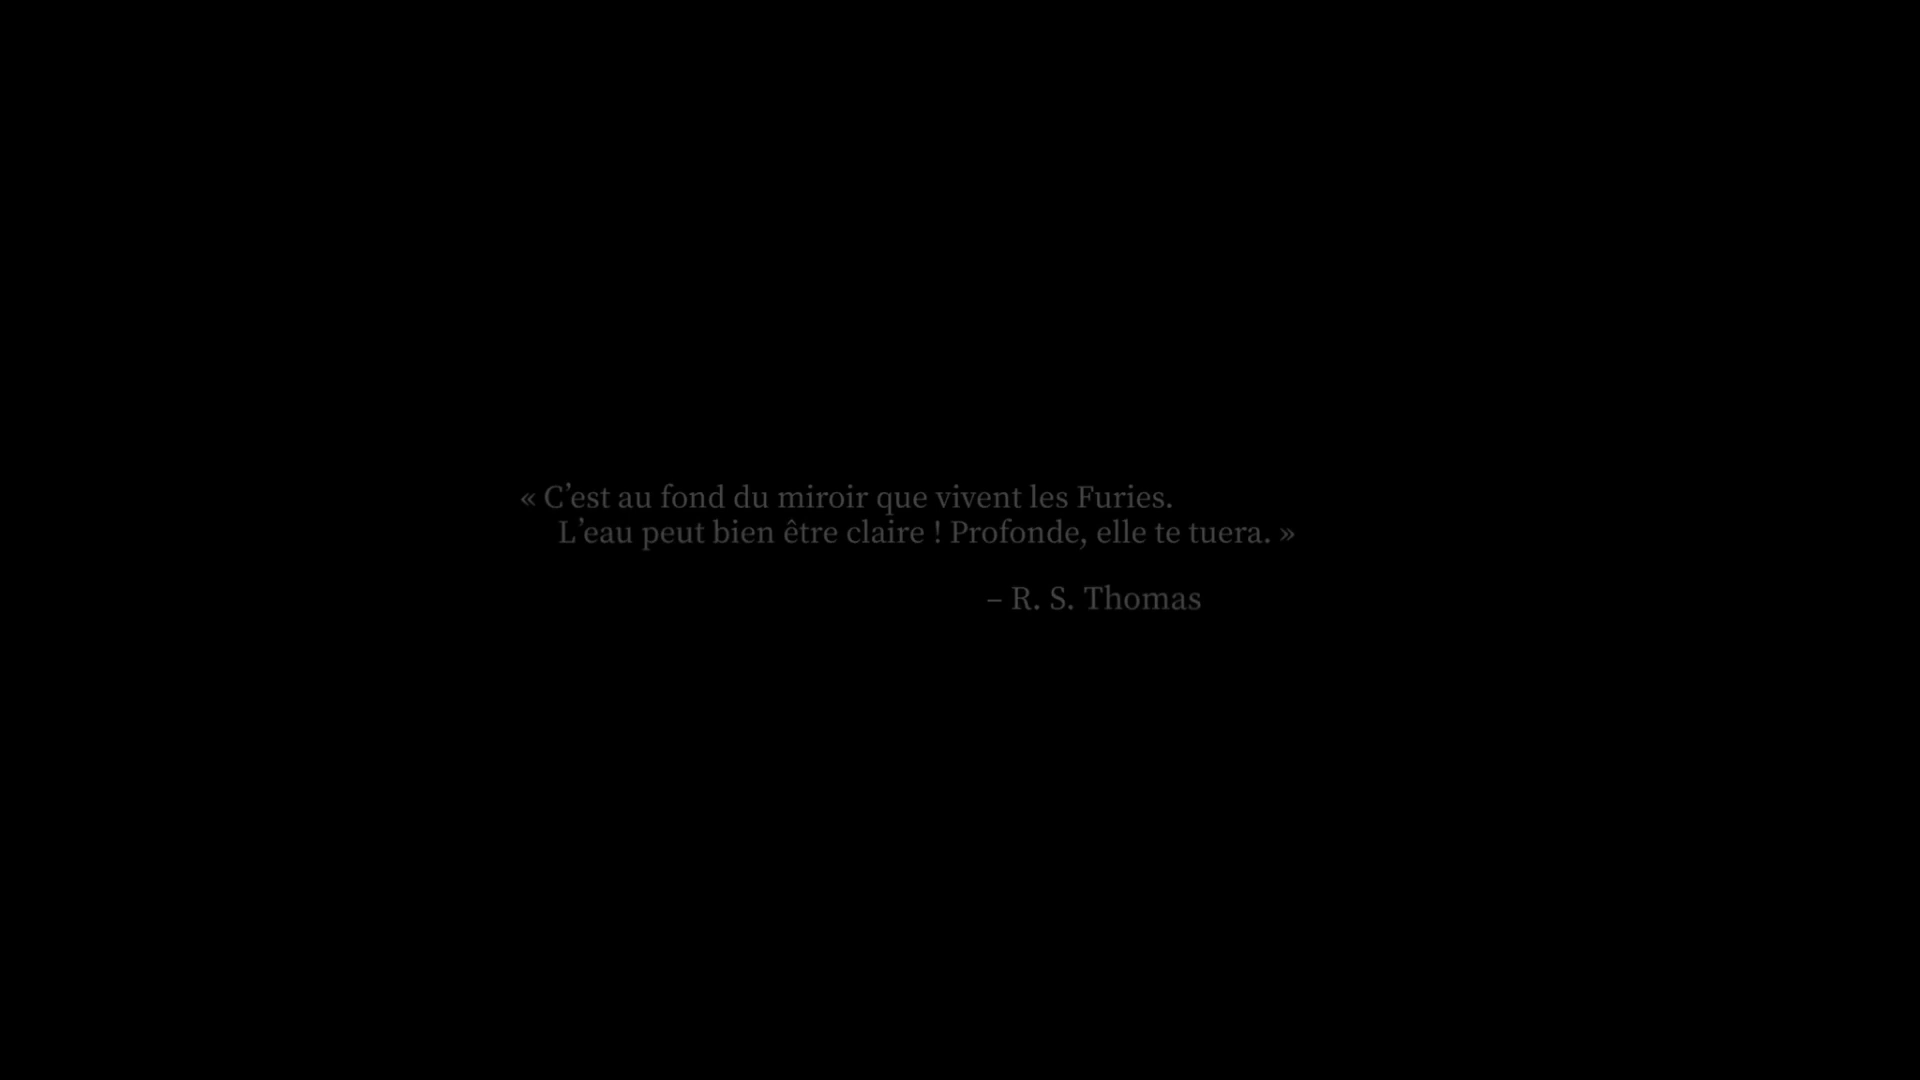 « C’est au fond du miroir que vivent les Furies.
L’eau peut bien être claire ! Profonde, elle te tuera. »
– R. S. Thomas